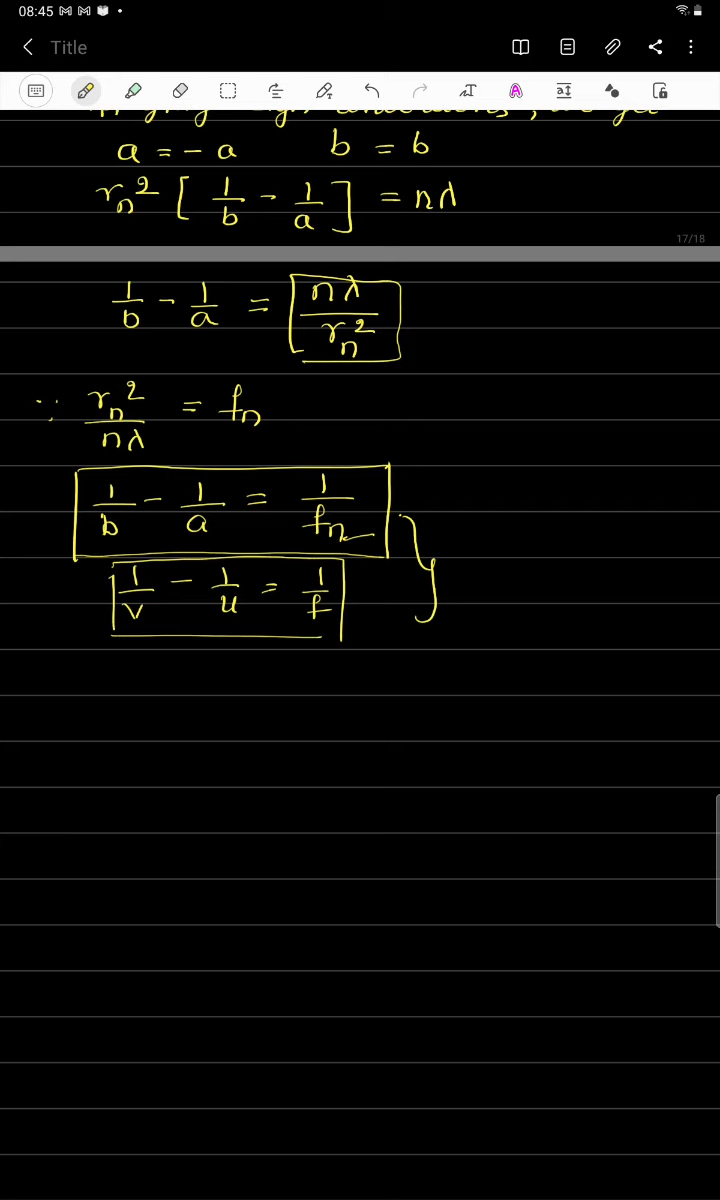 08:45
Title
a = - a b = b
rn² [ 1/b - 1/a ] = nλ
17/18
1/b - 1/a = nλ/rn²
∵ rn²/nλ = fn
1/b - 1/a = 1/fn
1/v - 1/u = 1/f